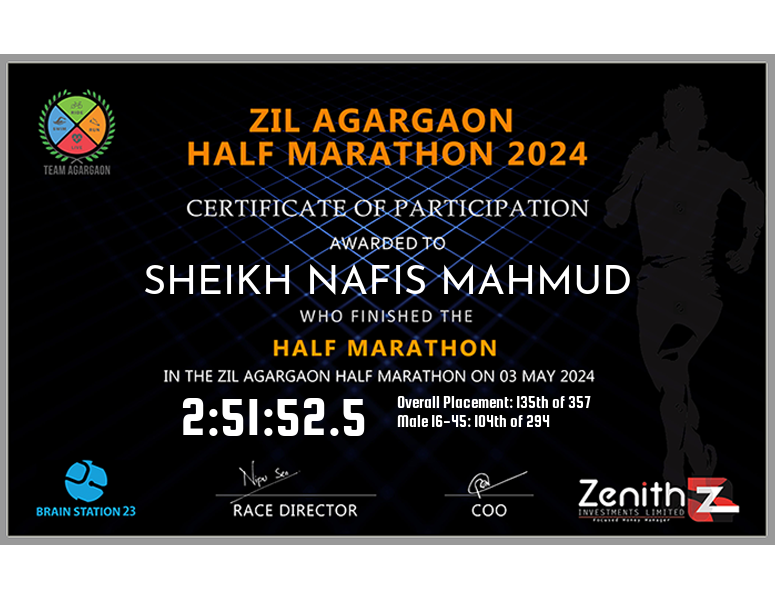 RIDE
SWIM
RUN
LIVE
TEAM AGARGAON
ZIL AGARGAON
HALF MARATHON 2024
CERTIFICATE OF PARTICIPATION
AWARDED TO
SHEIKH NAFIS MAHMUD
WHO FINISHED THE
HALF MARATHON
IN THE ZIL AGARGAON HALF MARATHON ON 03 MAY 2024
2:51:52.5
Overall Placement: 135th of 357
Male 16-45: 104th of 294
BRAIN STATION 23
Nipu Sen
RACE DIRECTOR
COO
Zenith Z
INVESTMENTS LIMITED
Focused Money Manager